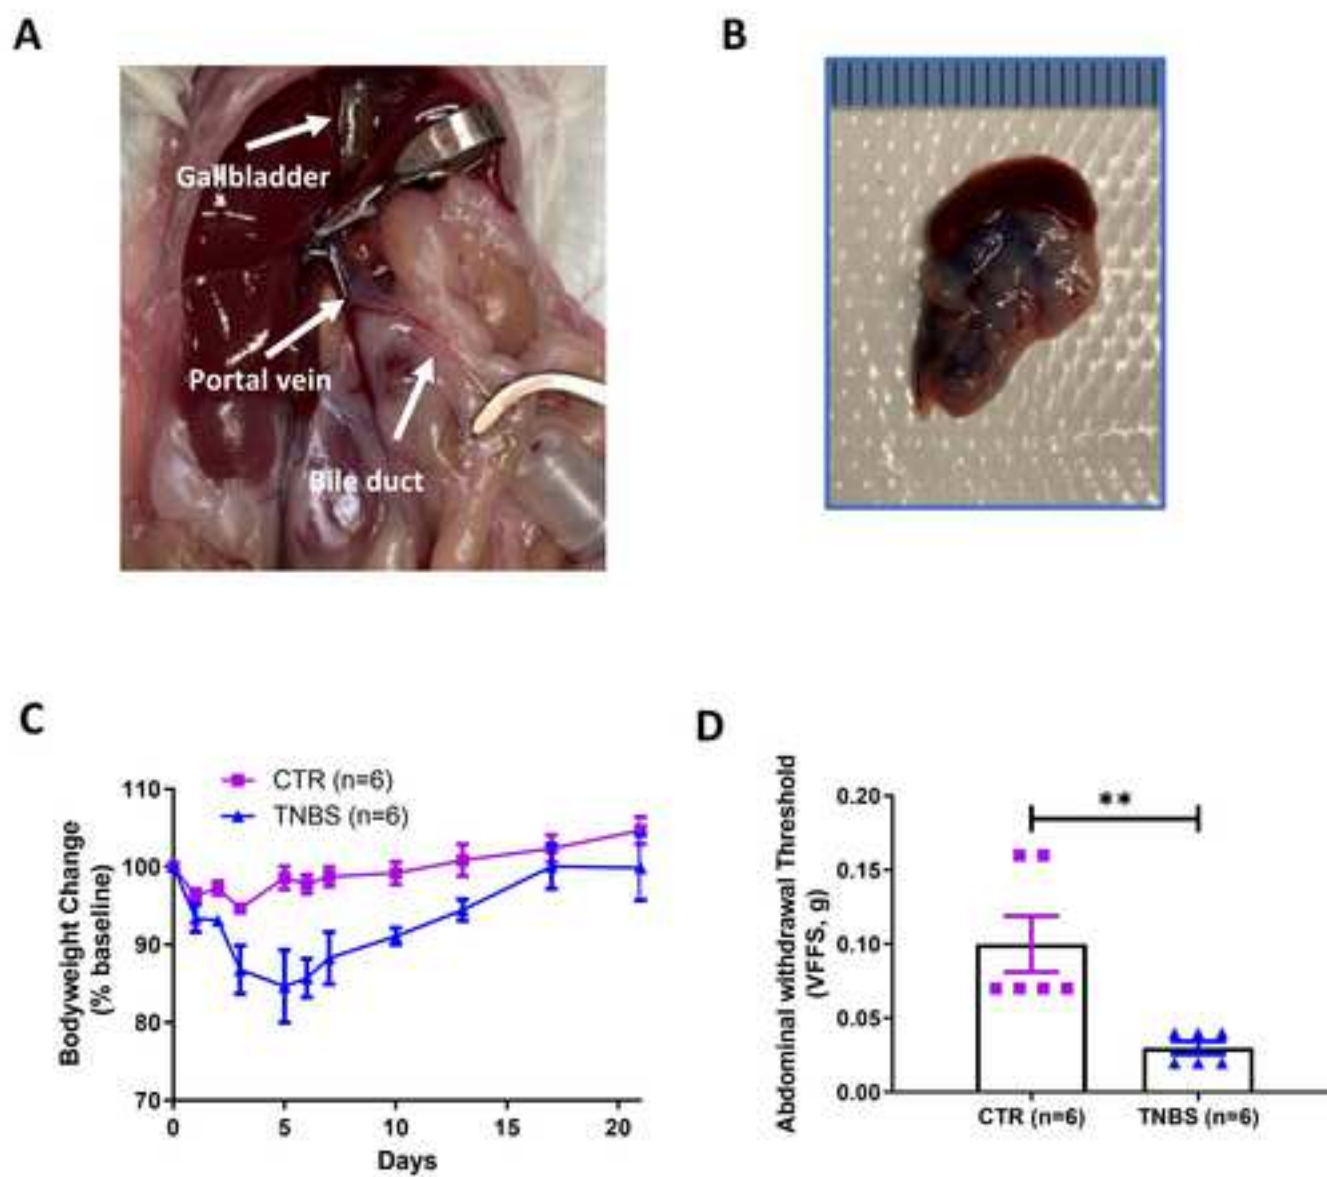 A
B
Gallbladder
Portal vein
Bile duct
C
CTR (n=6)
TNBS (n=6)
Bodyweight Change
(% baseline)
110
100
90
80
70
0
5
10
15
20
Days
D
Abdominal withdrawal Threshold
(VFFS, g)
0.20
0.15
0.10
0.05
0.00
**
CTR (n=6)
TNBS (n=6)